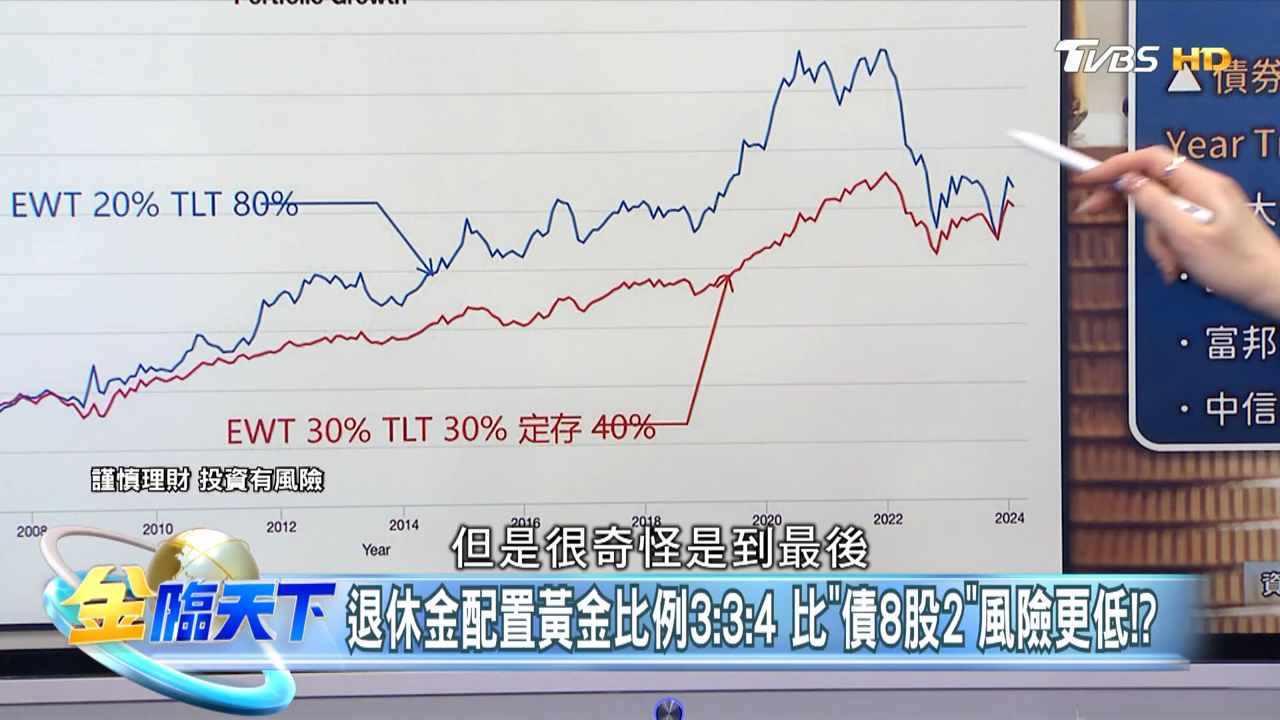 Portfolio Growth
TVBS HD
▲債券
Year T
大
EWT 20% TLT 80%
・富邦
・中信
EWT 30% TLT 30% 定存 40%
謹慎理財 投資有風險
2008 2010 2012 2014 2016 2018 2020 2022 2024
Year
但是很奇怪是到最後
資
金臨天下
退休金配置黃金比例3:3:4 比"債8股2"風險更低!?